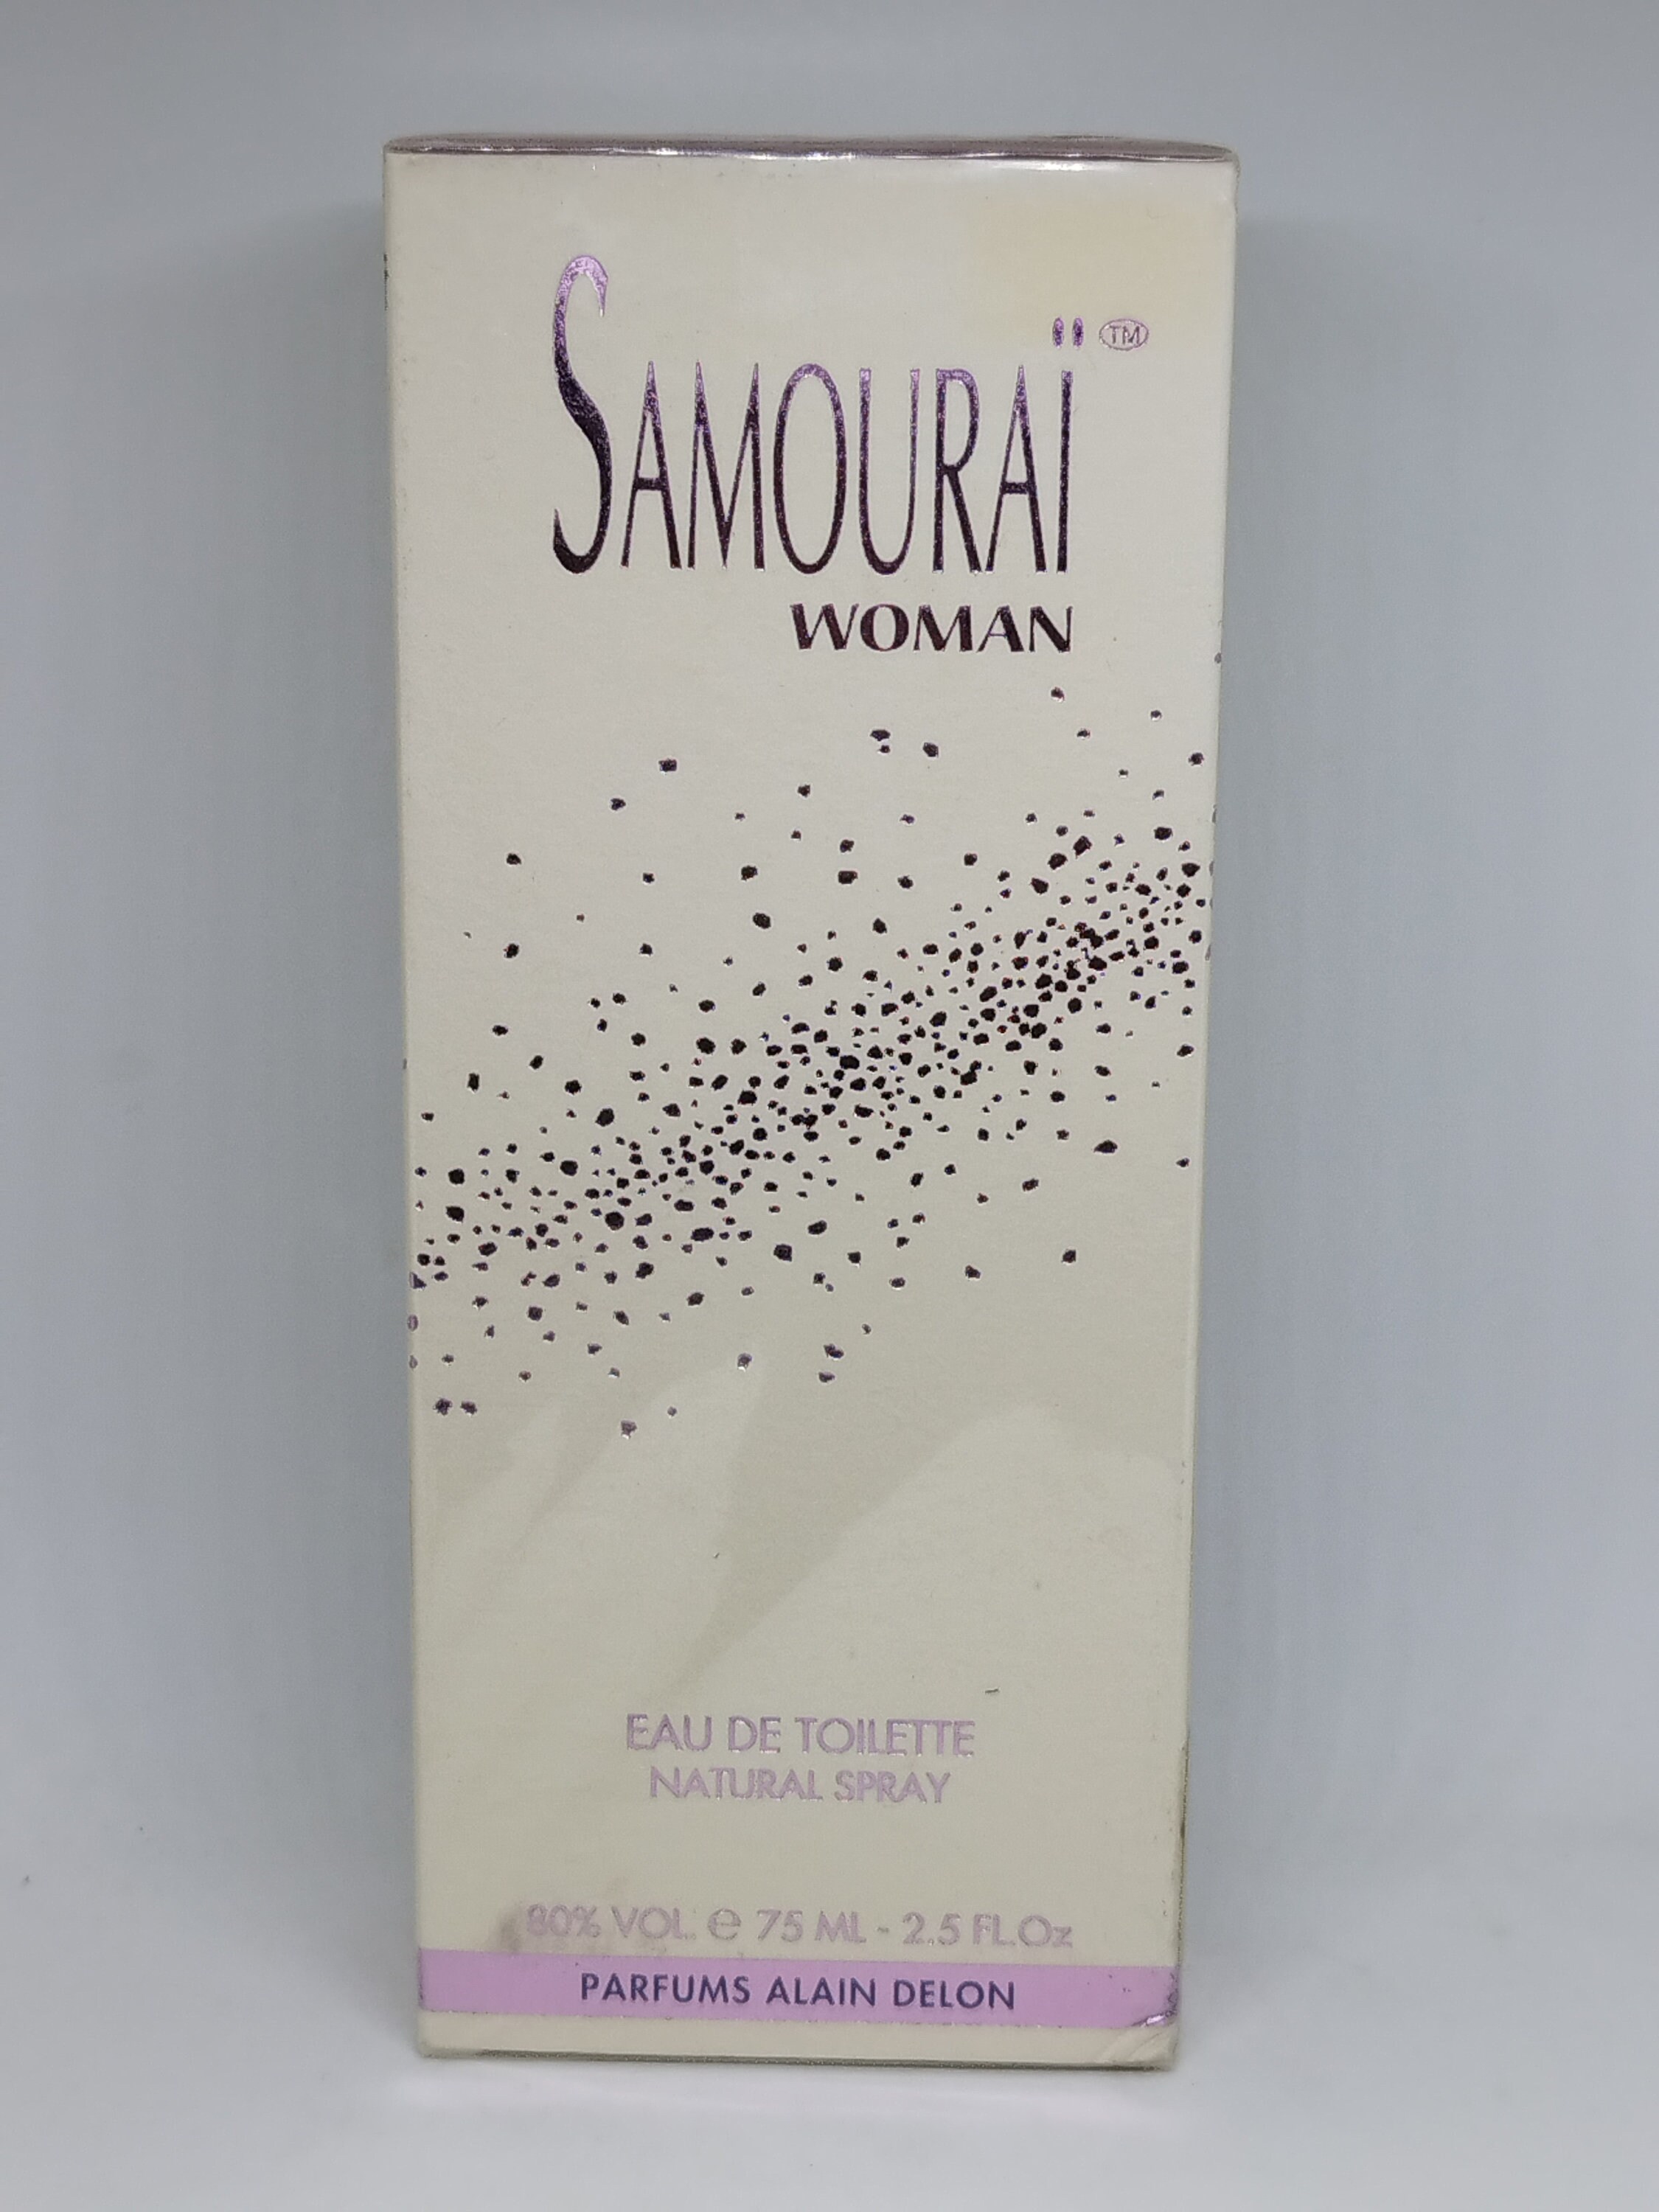 SAMOURAÏ TM
WOMAN
EAU DE TOILETTE
NATURAL SPRAY
80% VOL. e 75 ML - 2.5 FL.Oz
PARFUMS ALAIN DELON